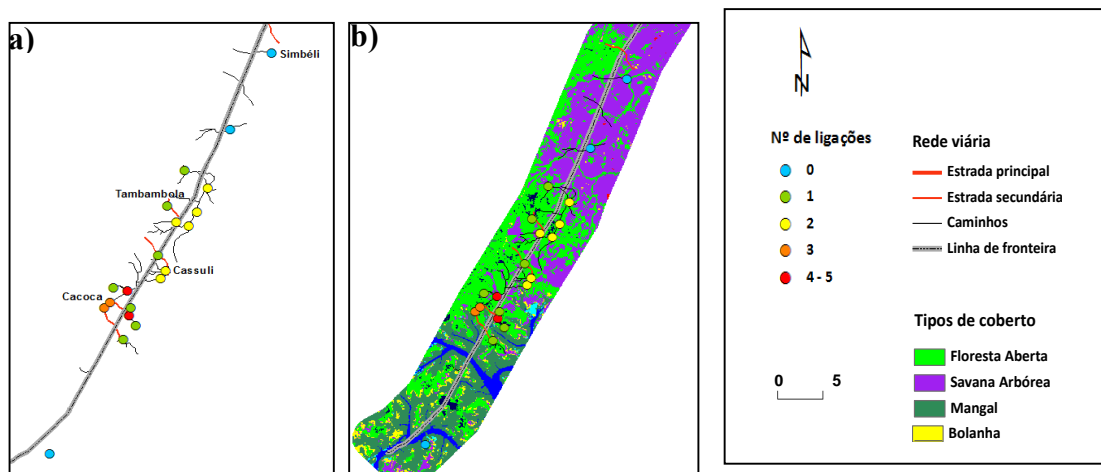 a)
Simbéli
Tambambola
Cassuli
Cacoca
b)
N
Nº de ligações
0
1
2
3
4 - 5
Rede viária
Estrada principal
Estrada secundária
Caminhos
Linha de fronteira
0 5
Tipos de coberto
Floresta Aberta
Savana Arbórea
Mangal
Bolanha